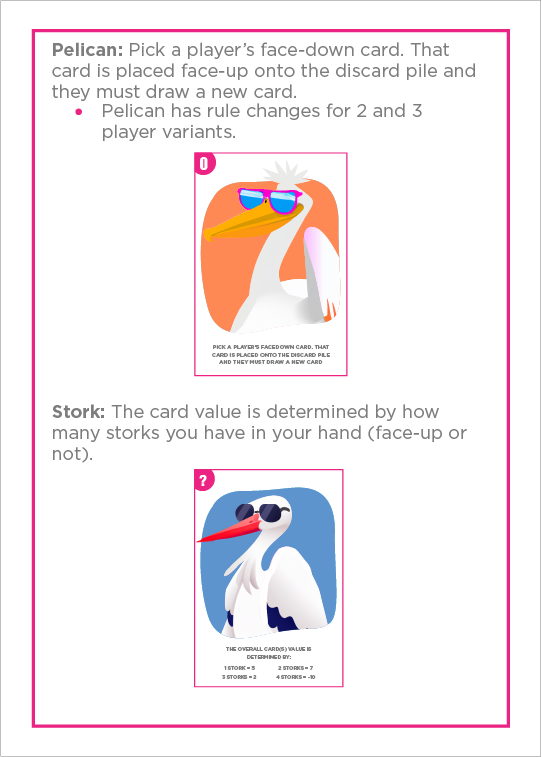 Pelican: Pick a player’s face-down card. That
card is placed face-up onto the discard pile and
they must draw a new card.
• Pelican has rule changes for 2 and 3
player variants.
0
PICK A PLAYER'S FACEDOWN CARD. THAT
CARD IS PLACED ONTO THE DISCARD PILE
AND THEY MUST DRAW A NEW CARD
Stork: The card value is determined by how
many storks you have in your hand (face-up or
not).
?
THE OVERALL CARD(S) VALUE IS
DETERMINED BY:
1 STORK = 5 2 STORKS = 7
3 STORKS = 2 4 STORKS = -10